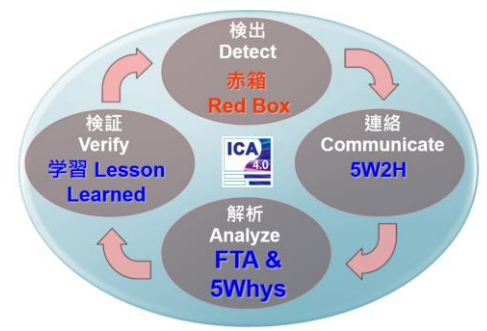 検出
Detect
赤箱
Red Box
連絡
Communicate
5W2H
解析
Analyze
FTA &
5Whys
検証
Verify
学習 Lesson
Learned
ICA
4.0